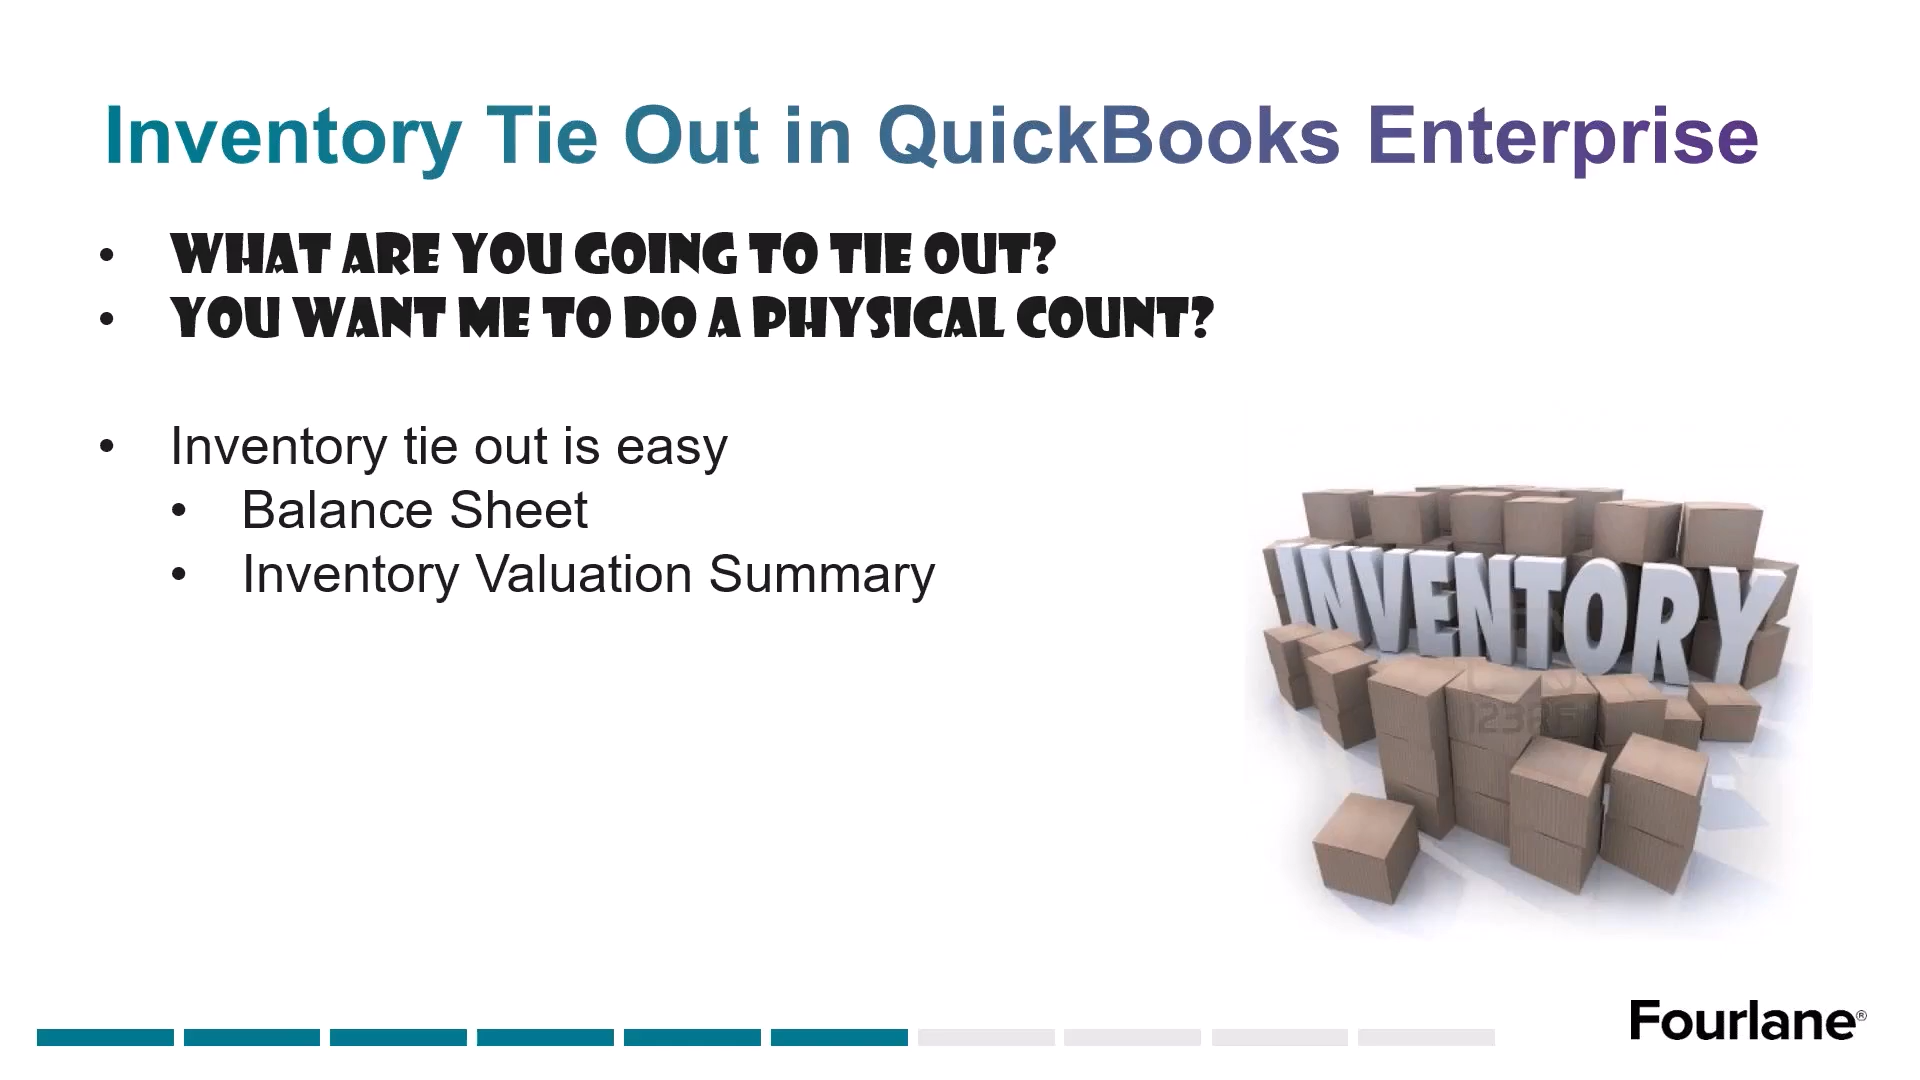 Inventory Tie Out in QuickBooks Enterprise
• WHAT ARE YOU GOING TO TIE OUT?
• YOU WANT ME TO DO A PHYSICAL COUNT?
• Inventory tie out is easy
• Balance Sheet
• Inventory Valuation Summary
INVENTORY
Fourlane®